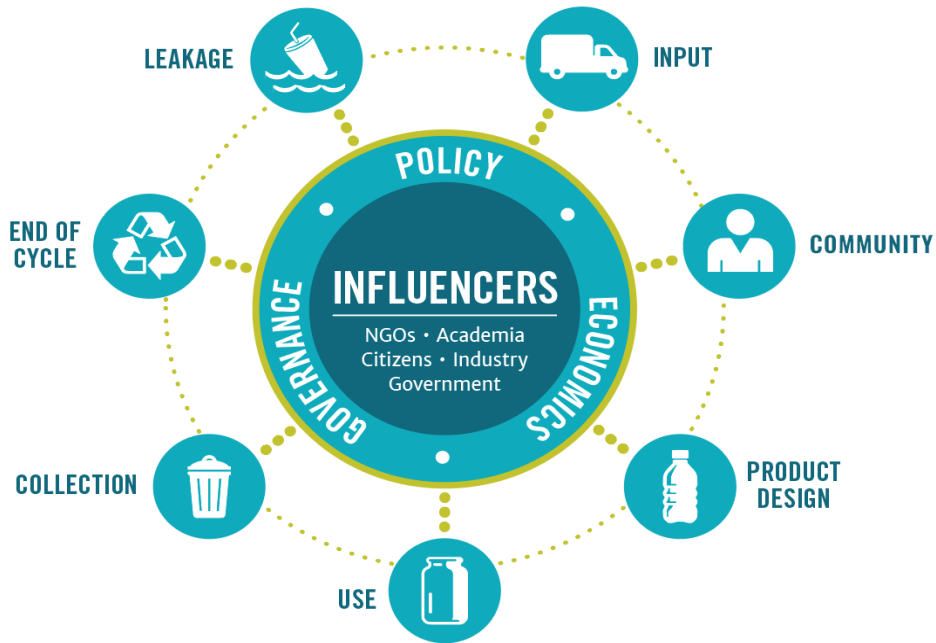 LEAKAGE
INPUT
POLICY
END OF
CYCLE
COMMUNITY
INFLUENCERS
NGOs • Academia
Citizens • Industry
Government
GOVERNANCE
ECONOMICS
COLLECTION
PRODUCT
DESIGN
USE